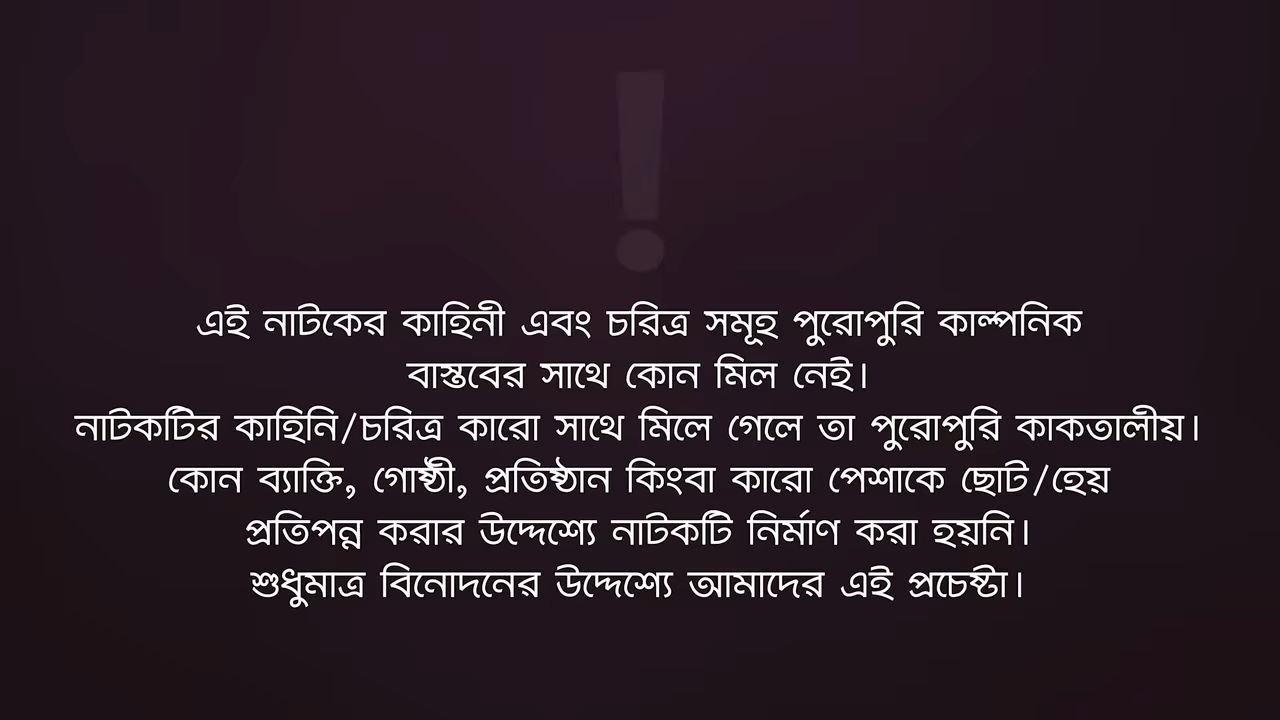 এই নাটকের কাহিনী এবং চরিত্র সমূহ পুরোপুরি কাল্পনিক
বাস্তবের সাথে কোন মিল নেই।
নাটকটির কাহিনি/চরিত্র কারো সাথে মিলে গেলে তা পুরোপুরি কাকতালীয়।
কোন ব্যাক্তি, গোষ্ঠী, প্রতিষ্ঠান কিংবা কারো পেশাকে ছোট/হেয়
প্রতিপন্ন করার উদ্দেশ্যে নাটকটি নির্মাণ করা হয়নি।
শুধুমাত্র বিনোদনের উদ্দেশ্যে আমাদের এই প্রচেষ্টা।